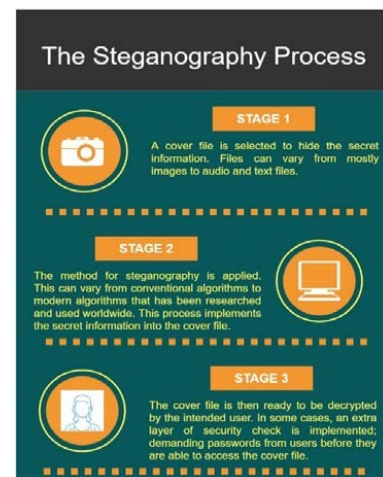 The Steganography Process
STAGE 1
A cover file is selected to hide the secret
information. Files can vary from mostly
images to audio and text files.
STAGE 2
The method for steganography is applied.
This can vary from conventional algorithms to
modern algorithms that has been researched
and used worldwide. This process implements
the secret information into the cover file.
STAGE 3
The cover file is then ready to be decrypted
by the intended user. In some cases, an extra
layer of security check is implemented;
demanding passwords from users before they
are able to access the cover file.